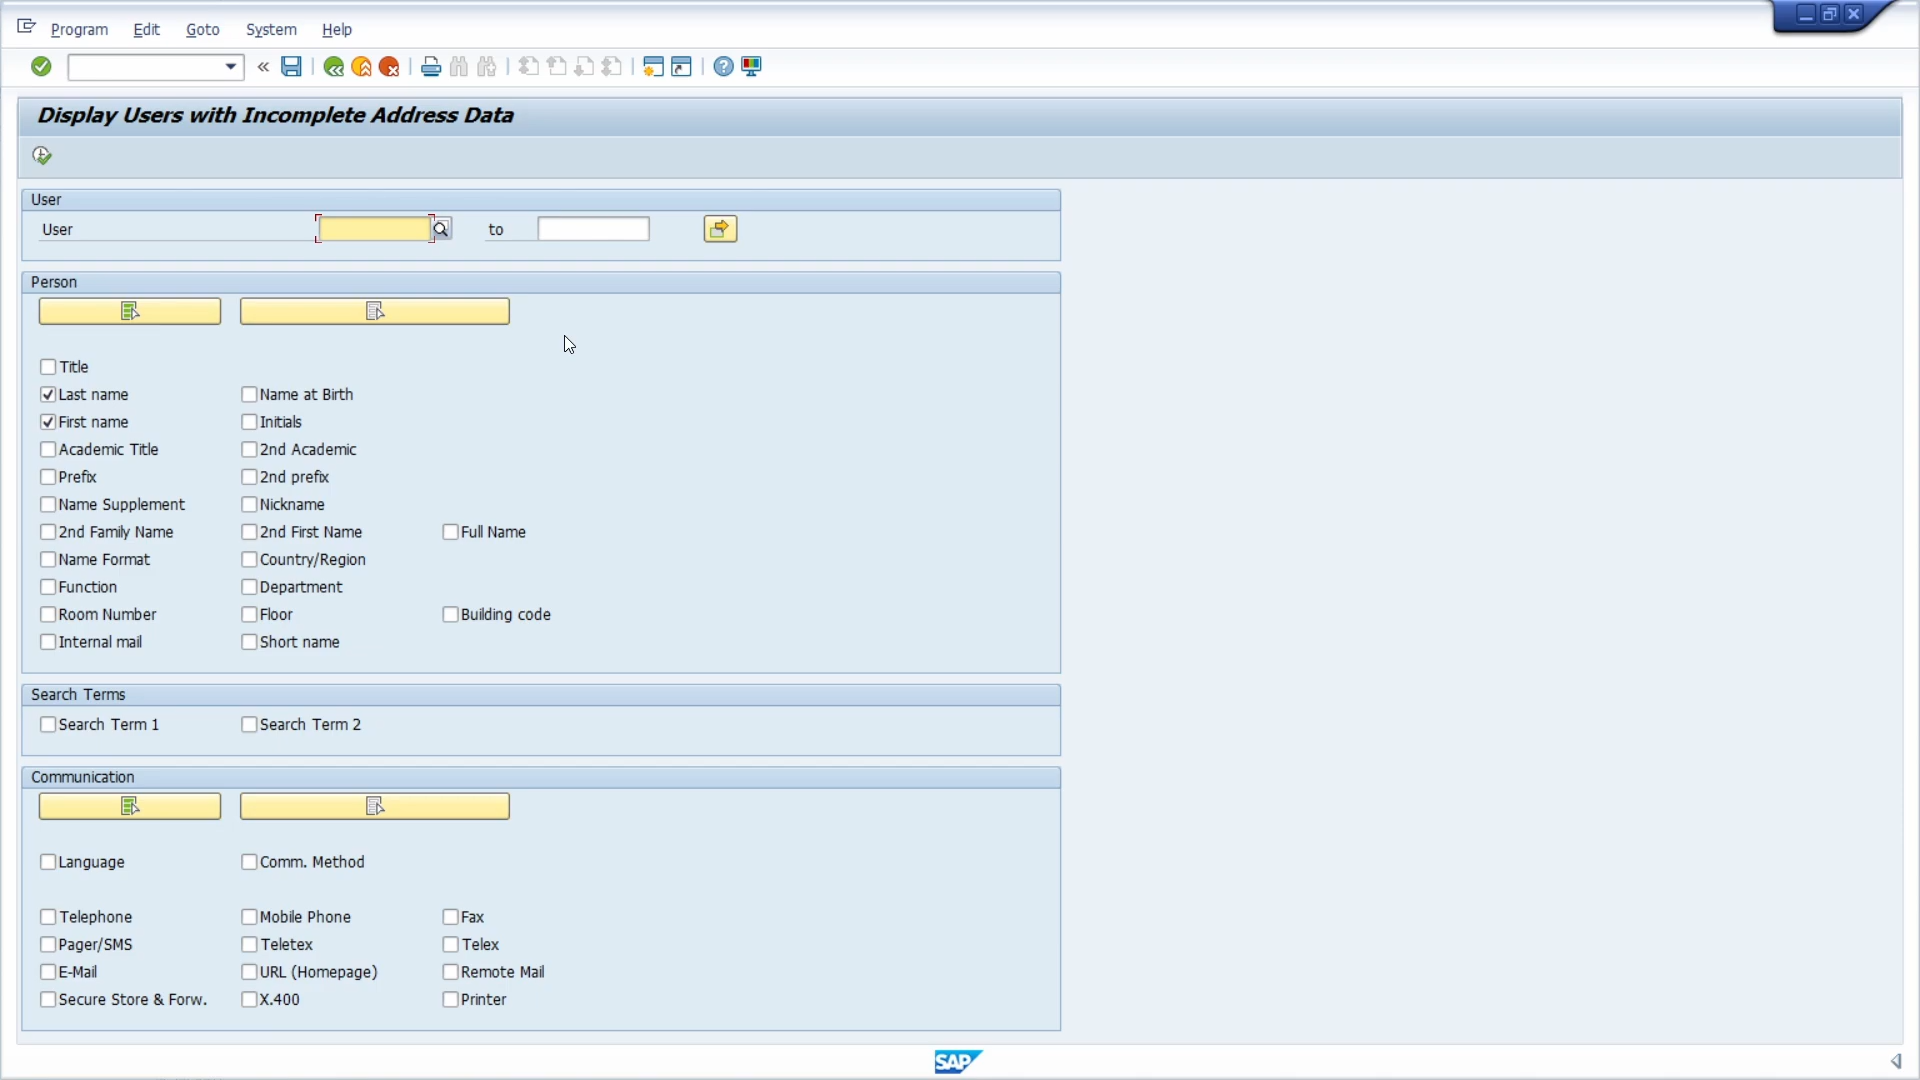 Program Edit Goto System Help
Display Users with Incomplete Address Data
User
User to
Person
Title
Last name Name at Birth
First name Initials
Academic Title 2nd Academic
Prefix 2nd prefix
Name Supplement Nickname
2nd Family Name 2nd First Name Full Name
Name Format Country/Region
Function Department
Room Number Floor Building code
Internal mail Short name
Search Terms
Search Term 1 Search Term 2
Communication
Language Comm. Method
Telephone Mobile Phone Fax
Pager/SMS Teletex Telex
E-Mail URL (Homepage) Remote Mail
Secure Store & Forw. X.400 Printer
SAP